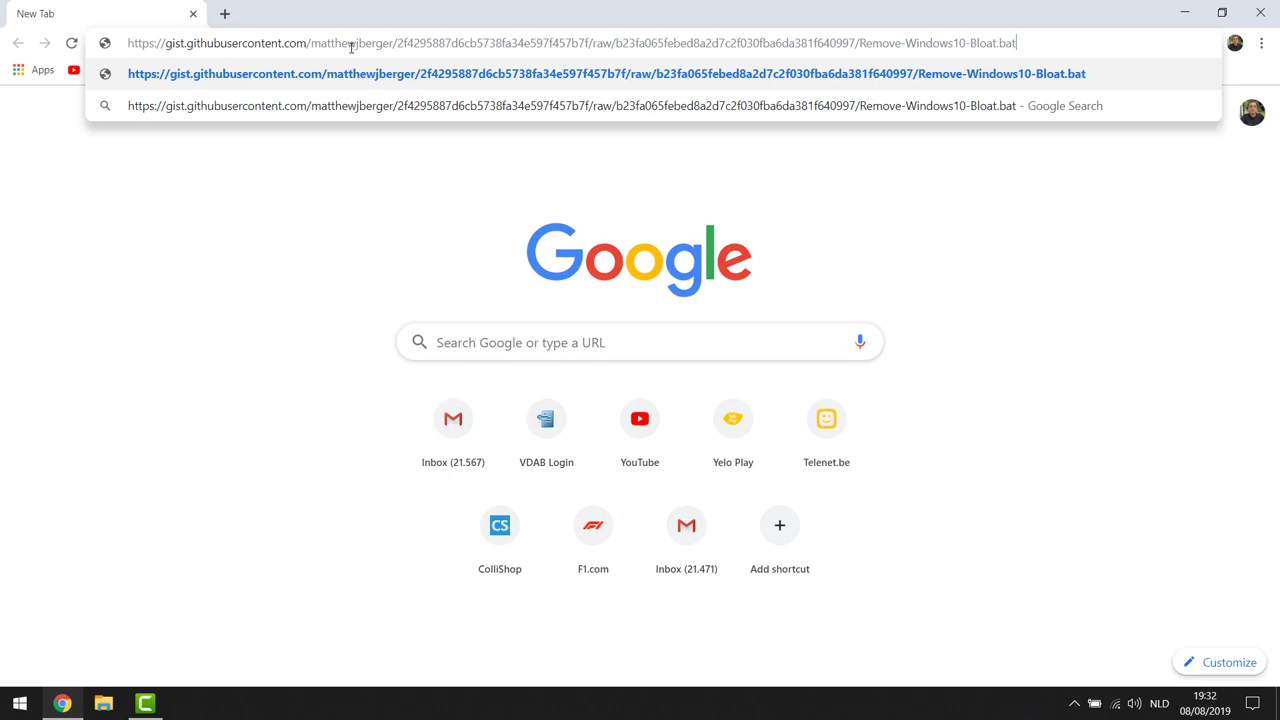 New Tab
https://gist.githubusercontent.com/matthewjberger/2f4295887d6cb5738fa34e597f457b7f/raw/b23fa065febed8a2d7c2f030fba6da381f640997/Remove-Windows10-Bloat.bat
Apps
https://gist.githubusercontent.com/matthewjberger/2f4295887d6cb5738fa34e597f457b7f/raw/b23fa065febed8a2d7c2f030fba6da381f640997/Remove-Windows10-Bloat.bat
https://gist.githubusercontent.com/matthewjberger/2f4295887d6cb5738fa34e597f457b7f/raw/b23fa065febed8a2d7c2f030fba6da381f640997/Remove-Windows10-Bloat.bat - Google Search
Google
Search Google or type a URL
Inbox (21.567) VDAB Login YouTube Yelo Play Telenet.be
CS
ColliShop F1.com Inbox (21.471) Add shortcut
Customize
NLD
19:32
08/08/2019